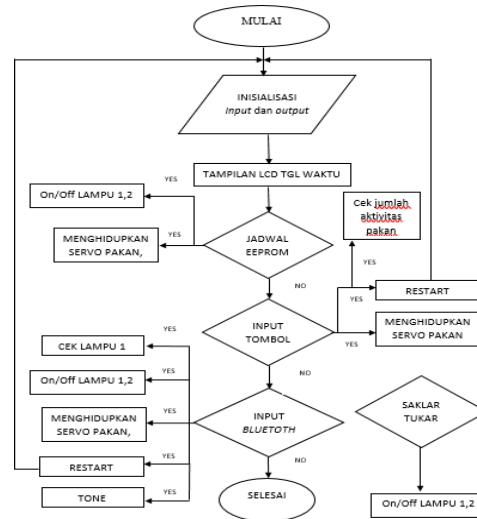 MULAI
INISIALISASI
Input dan output
TAMPILAN LCD TGL WAKTU
YES
On/Off LAMPU 1,2
YES
MENGHIDUPKAN
SERVO PAKAN,
JADWAL
EEPROM
NO
Cek jumlah
aktivitas
pakan
YES
YES
RESTART
INPUT
TOMBOL
YES
MENGHIDUPKAN
SERVO PAKAN
NO
YES
CEK LAMPU 1
YES
On/Off LAMPU 1,2
YES
MENGHIDUPKAN
SERVO PAKAN,
INPUT
BLUETOTH
YES
RESTART
YES
TONE
NO
SELESAI
SAKLAR
TUKAR
On/Off LAMPU 1,2